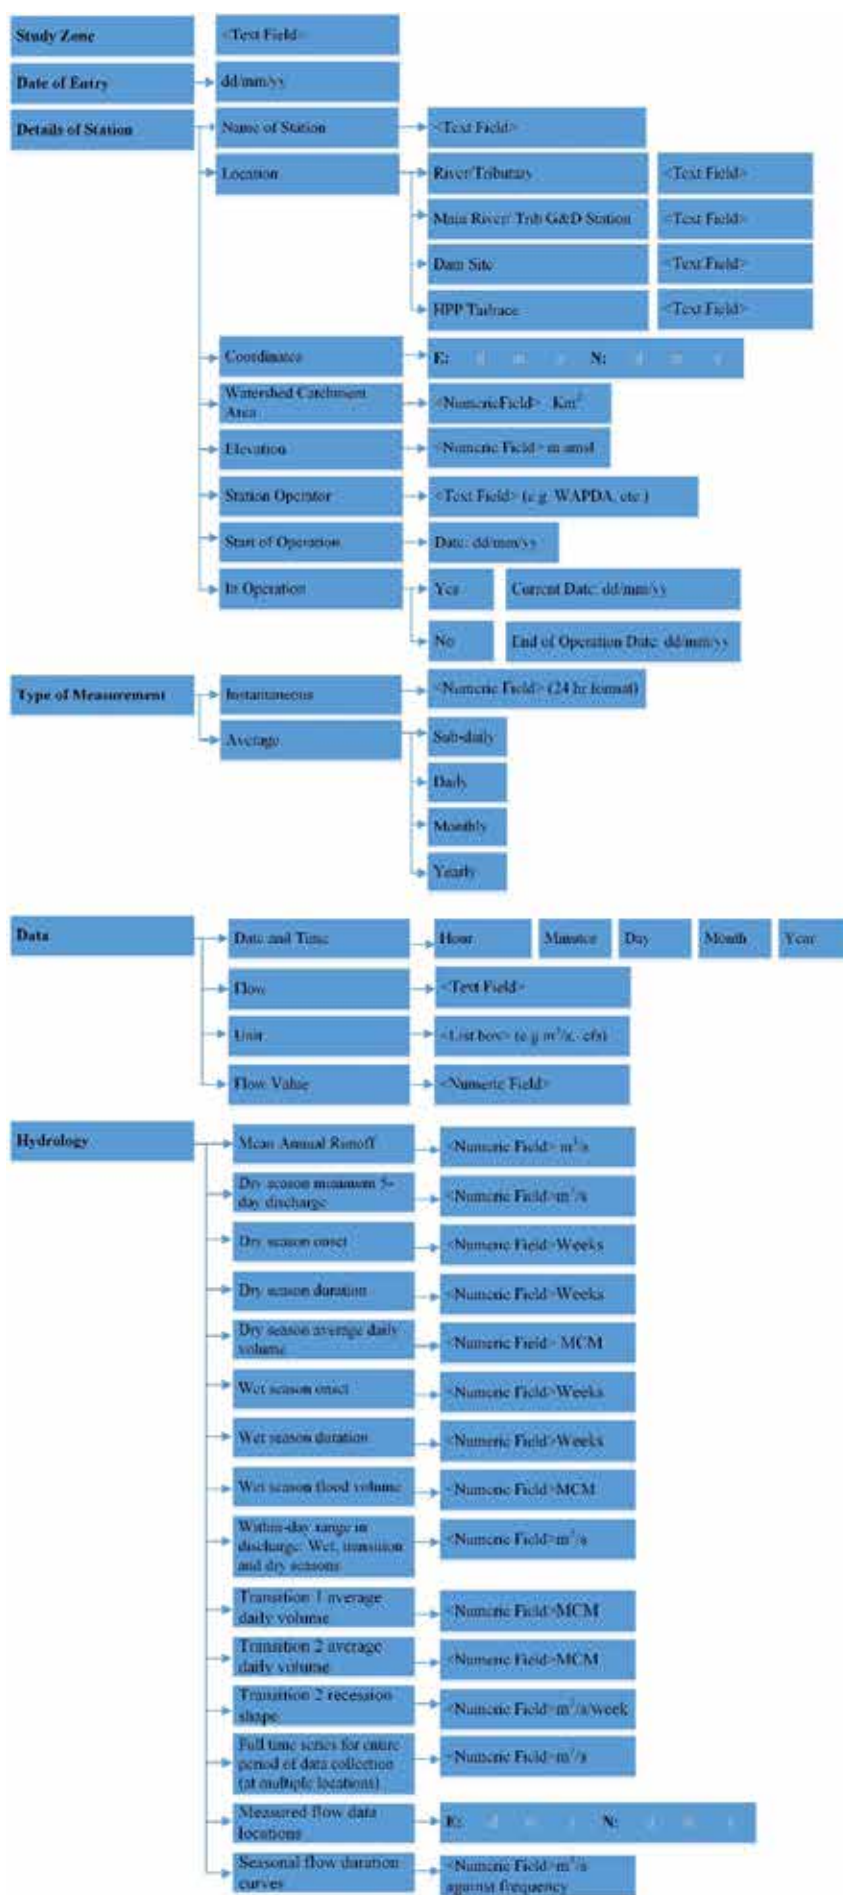 Study Zone <Text Field>
Date of Entry dd/mm/yy
Details of Station Name of Station <Text Field>
Location River/Tributary <Text Field>
Main River/ Trib G&D Station <Text Field>
Dam Site <Text Field>
HPP Tailrace <Text Field>
Coordinates E: d m s N: d m s
Watershed Catchment
Area
<NumericField> Km²
Elevation <Numeric Field> m amsl
Station Operator <Text Field> (e.g. WAPDA, etc.)
Start of Operation Date: dd/mm/yy
In Operation Yes Current Date: dd/mm/yy
No End of Operation Date: dd/mm/yy
Type of Measurement Instantaneous <Numeric Field> (24 hr format)
Average Sub-daily
Daily
Monthly
Yearly
Data Date and Time Hour Minutes Day Month Year
Flow <Text Field>
Unit <List box> (e.g m³/s, cfs)
Flow Value <Numeric Field>
Hydrology Mean Annual Runoff <Numeric Field> m³/s
Dry season minimum 5-
day discharge
<Numeric Field>m³/s
Dry season onset <Numeric Field>Weeks
Dry season duration <Numeric Field>Weeks
Dry season average daily
volume
<Numeric Field> MCM
Wet season onset <Numeric Field>Weeks
Wet season duration <Numeric Field>Weeks
Wet season flood volume <Numeric Field>MCM
Within-day range in
discharge: Wet, transition
and dry seasons
<Numeric Field>m³/s
Transition 1 average
daily volume
<Numeric Field>MCM
Transition 2 average
daily volume
<Numeric Field>MCM
Transition 2 recession
shape
<Numeric Field>m³/s/week
Full time series for entire
period of data collection
(at multiple locations)
<Numeric Field>m³/s
Measured flow data
locations
E: d m s N: d m s
Seasonal flow duration
curves
<Numeric Field>m³/s
against frequency